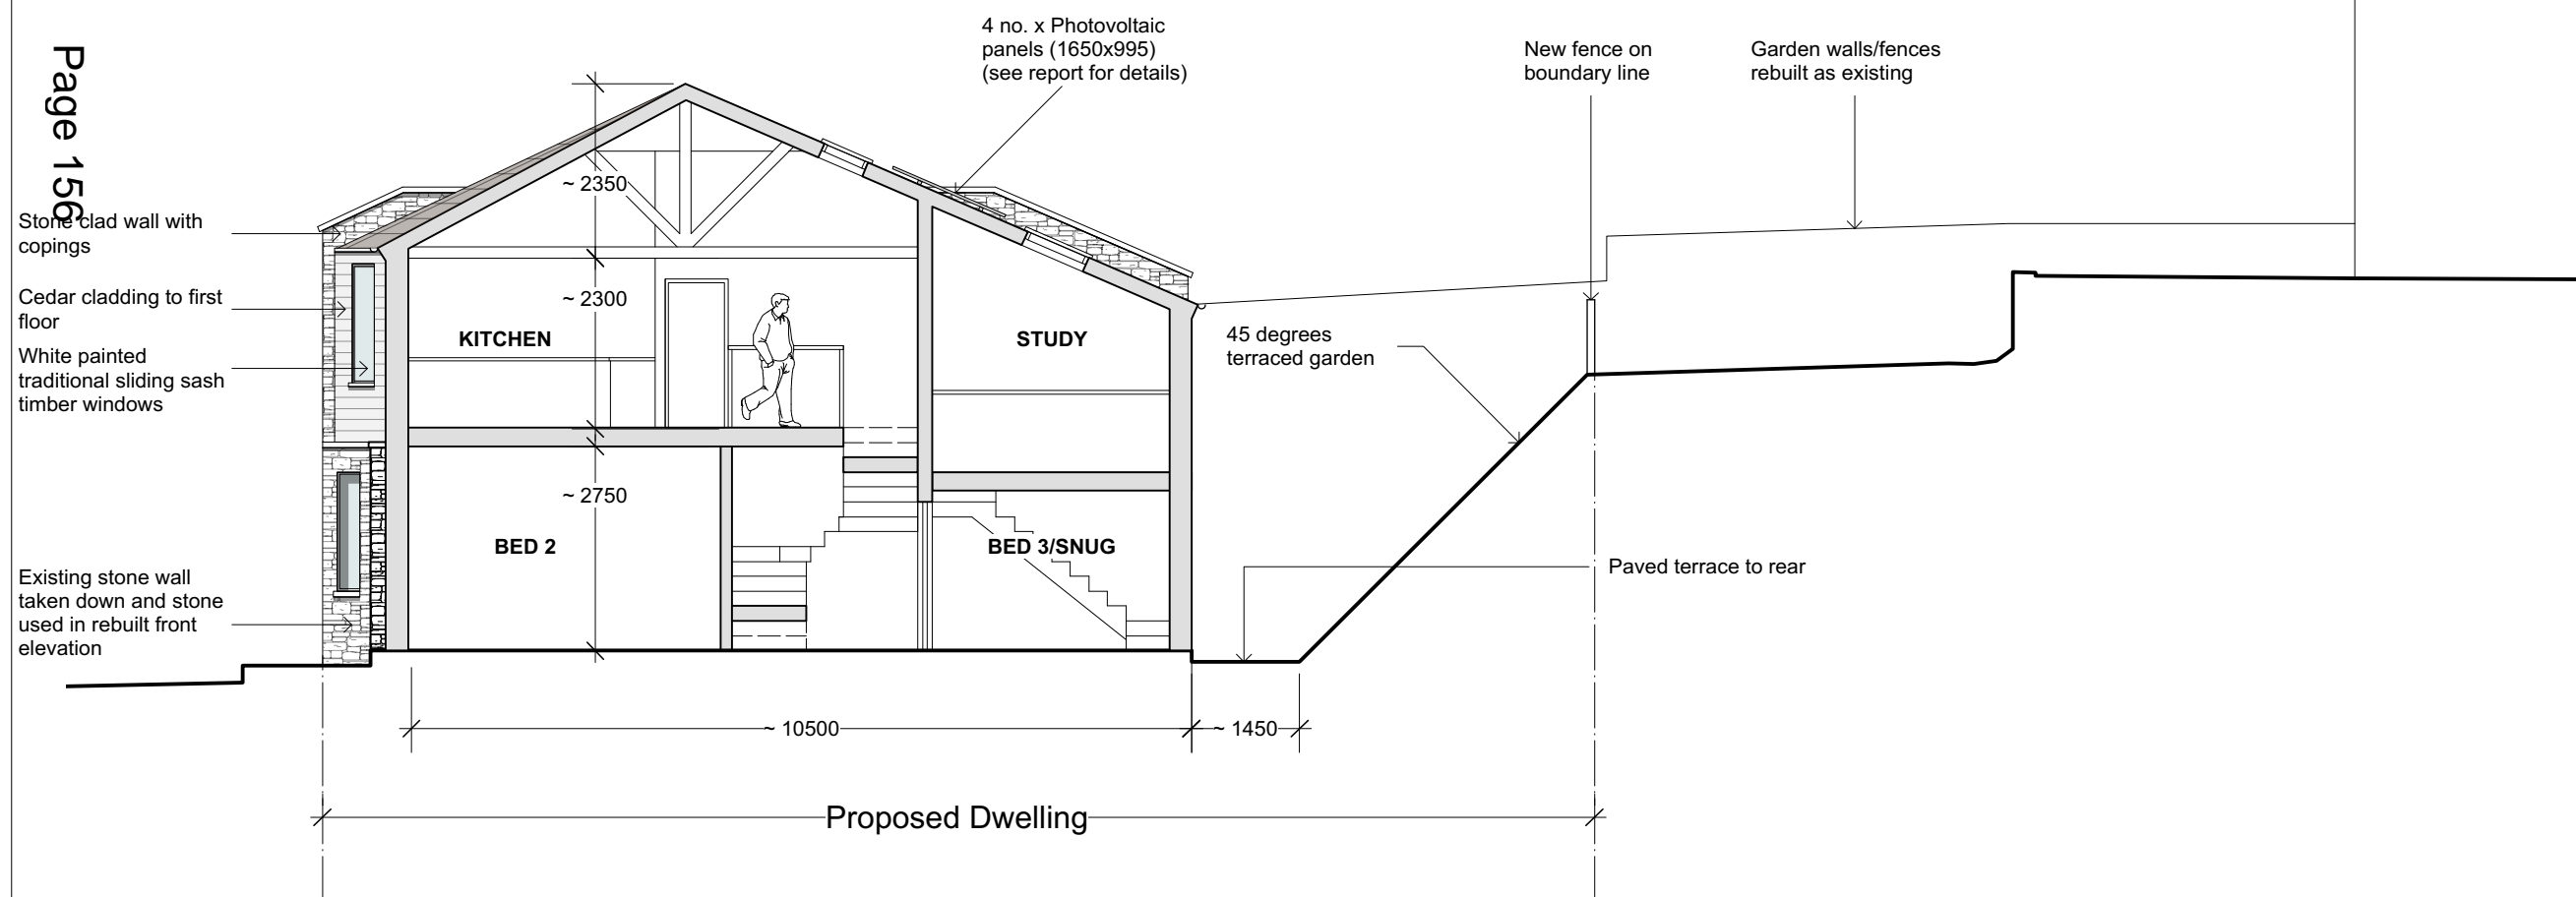 Page 156
4 no. x Photovoltaic
panels (1650x995)
(see report for details)
New fence on
boundary line
Garden walls/fences
rebuilt as existing
Stone clad wall with
copings
Cedar cladding to first
floor
White painted
traditional sliding sash
timber windows
Existing stone wall
taken down and stone
used in rebuilt front
elevation
~ 2350
~ 2300
KITCHEN
STUDY
45 degrees
terraced garden
~ 2750
BED 2
BED 3/SNUG
Paved terrace to rear
~ 10500
~ 1450
Proposed Dwelling